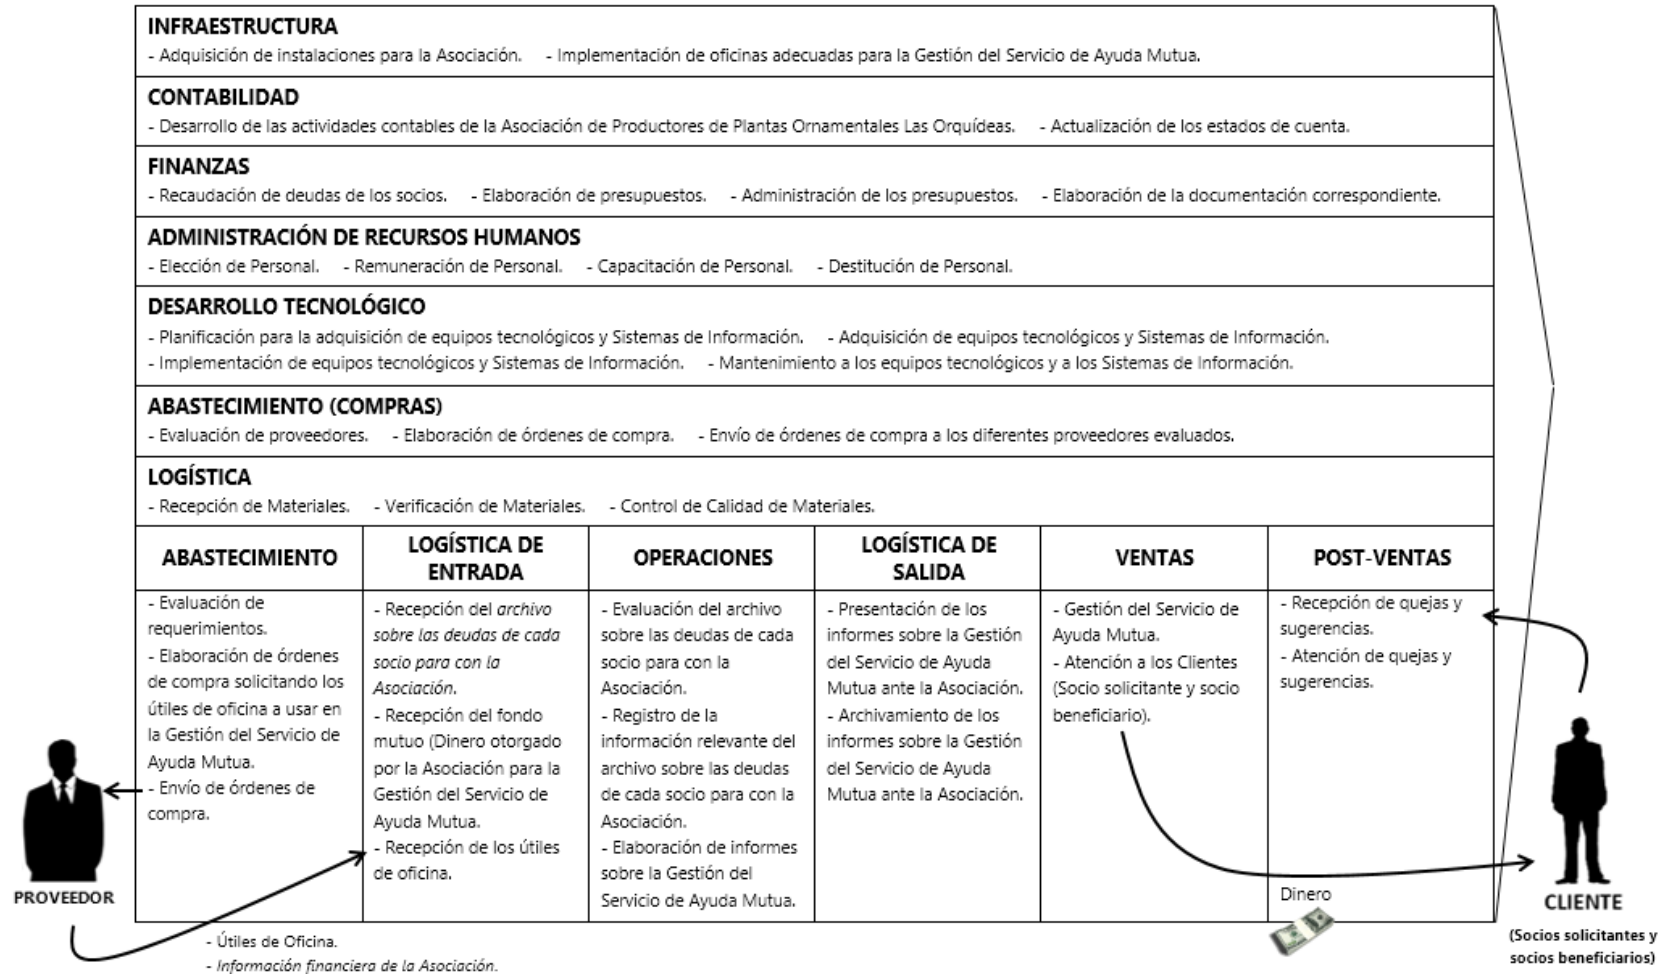 INFRAESTRUCTURA
- Adquisición de instalaciones para la Asociación. - Implementación de oficinas adecuadas para la Gestión del Servicio de Ayuda Mutua.
CONTABILIDAD
- Desarrollo de las actividades contables de la Asociación de Productores de Plantas Ornamentales Las Orquídeas. - Actualización de los estados de cuenta.
FINANZAS
- Recaudación de deudas de los socios. - Elaboración de presupuestos. - Administración de los presupuestos. - Elaboración de la documentación correspondiente.
ADMINISTRACIÓN DE RECURSOS HUMANOS
- Elección de Personal. - Remuneración de Personal. - Capacitación de Personal. - Destitución de Personal.
DESARROLLO TECNOLÓGICO
- Planificación para la adquisición de equipos tecnológicos y Sistemas de Información. - Adquisición de equipos tecnológicos y Sistemas de Información.
- Implementación de equipos tecnológicos y Sistemas de Información. - Mantenimiento a los equipos tecnológicos y a los Sistemas de Información.
ABASTECIMIENTO (COMPRAS)
- Evaluación de proveedores. - Elaboración de órdenes de compra. - Envío de órdenes de compra a los diferentes proveedores evaluados.
LOGÍSTICA
- Recepción de Materiales. - Verificación de Materiales. - Control de Calidad de Materiales.
ABASTECIMIENTO
- Evaluación de
requerimientos.
- Elaboración de órdenes
de compra solicitando los
útiles de oficina a usar en
la Gestión del Servicio de
Ayuda Mutua.
- Envío de órdenes de
compra.
LOGÍSTICA DE
ENTRADA
- Recepción del archivo
sobre las deudas de cada
socio para con la
Asociación.
- Recepción del fondo
mutuo (Dinero otorgado
por la Asociación para la
Gestión del Servicio de
Ayuda Mutua.
- Recepción de los útiles
de oficina.
OPERACIONES
- Evaluación del archivo
sobre las deudas de cada
socio para con la
Asociación.
- Registro de la
información relevante del
archivo sobre las deudas
de cada socio para con la
Asociación.
- Elaboración de informes
sobre la Gestión del
Servicio de Ayuda Mutua.
LOGÍSTICA DE
SALIDA
- Presentación de los
informes sobre la Gestión
del Servicio de Ayuda
Mutua ante la Asociación.
- Archivamiento de los
informes sobre la Gestión
del Servicio de Ayuda
Mutua ante la Asociación.
VENTAS
- Gestión del Servicio de
Ayuda Mutua.
- Atención a los Clientes
(Socio solicitante y socio
beneficiario).
POST-VENTAS
- Recepción de quejas y
sugerencias.
- Atención de quejas y
sugerencias.
Dinero
PROVEEDOR
- Útiles de Oficina.
- Información financiera de la Asociación.
CLIENTE
(Socios solicitantes y
socios beneficiarios)